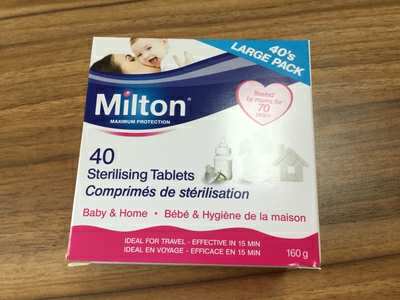 40's
LARGE PACK
Milton®
MAXIMUM PROTECTION
Trusted
by mums for
70
years
40
Sterilising Tablets
Comprimés de stérilisation
Baby & Home • Bébé & Hygiène de la maison
IDEAL FOR TRAVEL - EFFECTIVE IN 15 MIN
IDEAL EN VOYAGE - EFFICACE EN 15 MIN
160 g